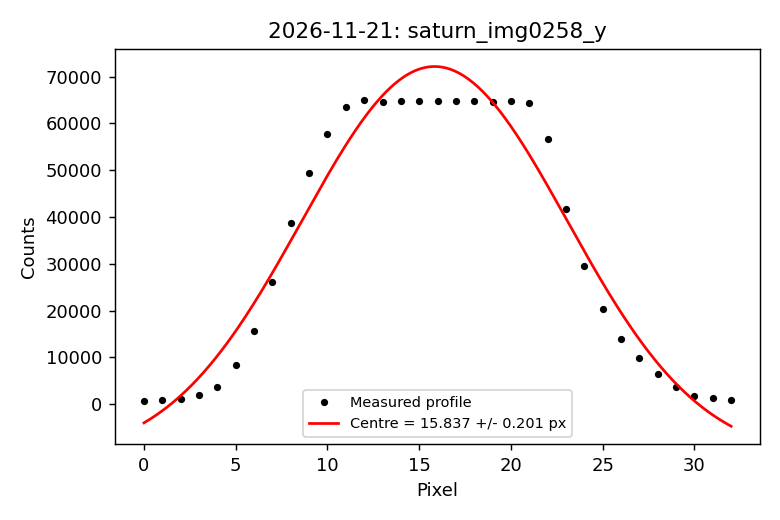 2026-11-21: saturn_img0258_y
Counts
70000
60000
50000
40000
30000
20000
10000
0
Measured profile
Centre = 15.837 +/- 0.201 px
0 5 10 15 20 25 30
Pixel